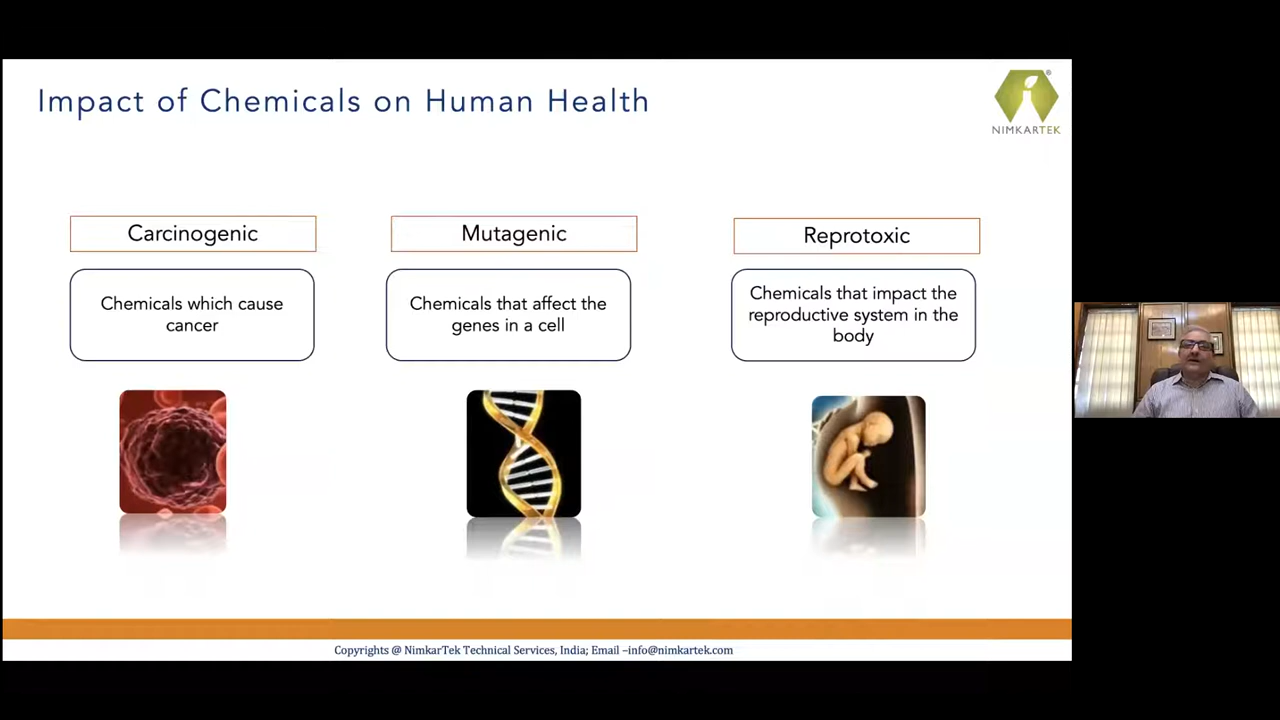 Impact of Chemicals on Human Health
NIMKARTEK
Carcinogenic
Mutagenic
Reprotoxic
Chemicals which cause
cancer
Chemicals that affect the
genes in a cell
Chemicals that impact the
reproductive system in the
body
Copyrights @ NimkarTek Technical Services, India; Email –info@nimkartek.com